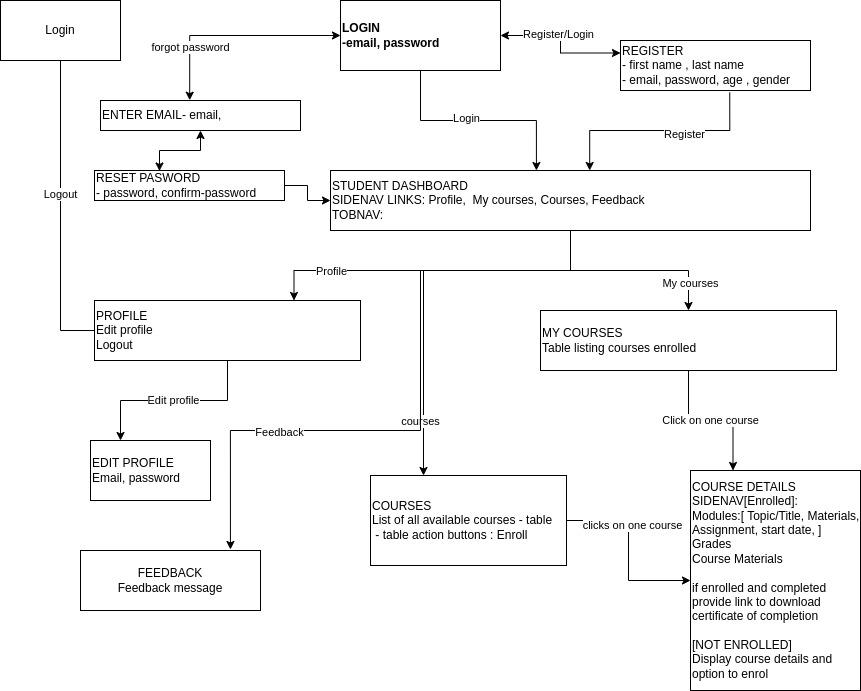 Login
LOGIN
-email, password
forgot password
Register/Login
REGISTER
- first name , last name
- email, password, age , gender
ENTER EMAIL- email,
Login
Register
RESET PASWORD
- password, confirm-password
Logout
STUDENT DASHBOARD
SIDENAV LINKS: Profile,  My courses, Courses, Feedback
TOBNAV:
Profile
My courses
PROFILE
Edit profile
Logout
MY COURSES
Table listing courses enrolled
Edit profile
Feedback
courses
Click on one course
EDIT PROFILE
Email, password
COURSES
List of all available courses - table
- table action buttons : Enroll
clicks on one course
COURSE DETAILS
SIDENAV[Enrolled]:
Modules:[ Topic/Title, Materials,
Assignment, start date, ]
Grades
Course Materials
if enrolled and completed
provide link to download
certificate of completion
[NOT ENROLLED]
Display course details and
option to enrol
FEEDBACK
Feedback message